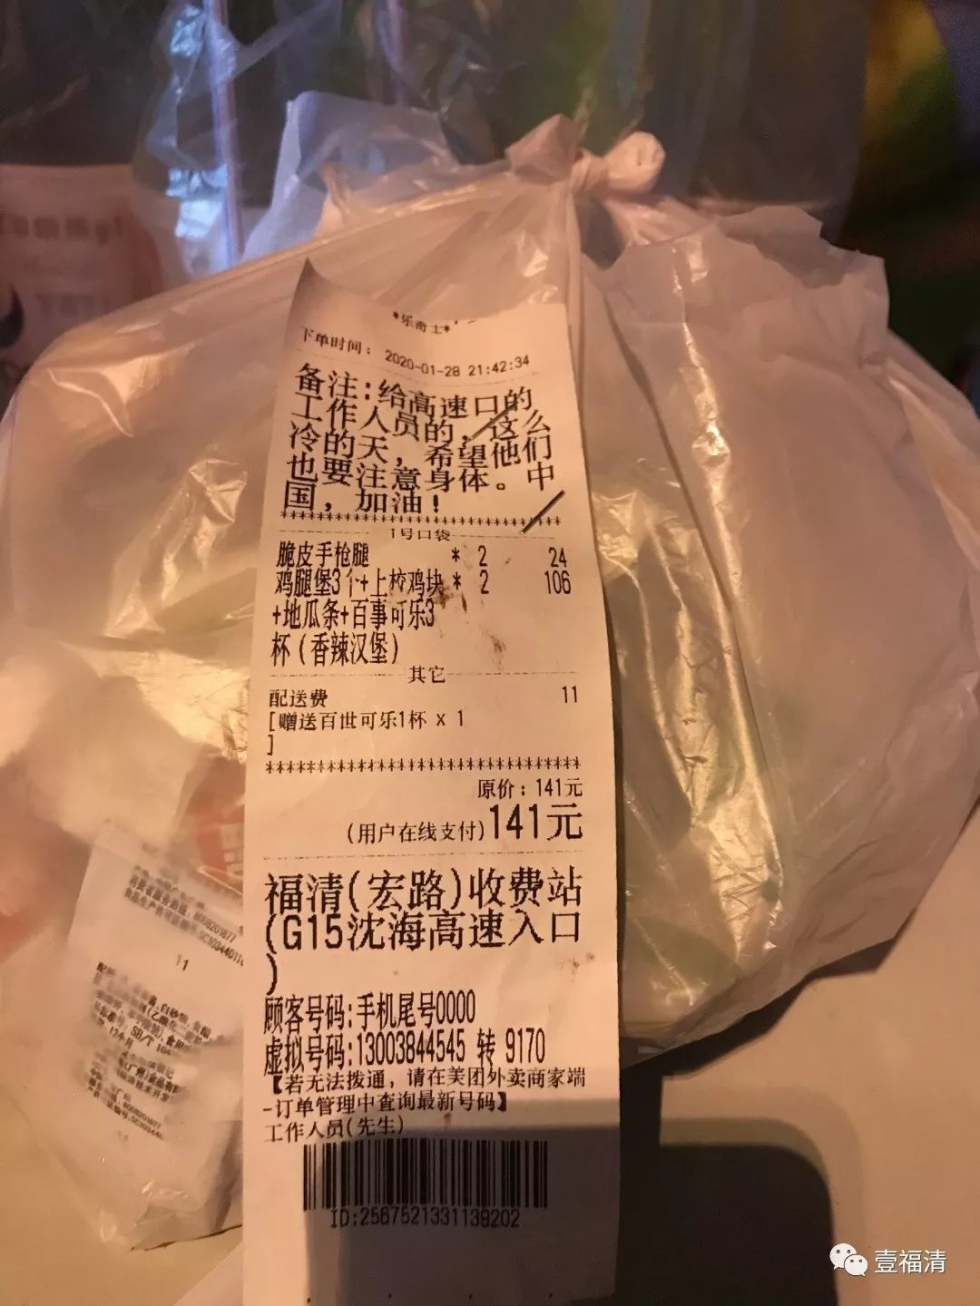 *乐奇士*
下单时间: 2020-01-28 21:42:34
备注:给高速口的
工作人员的,这么
冷的天,希望他们
也要注意身体。中
国,加油!
1号口袋
脆皮手枪腿 * 2 24
鸡腿堡3个+上校鸡块 * 2 106
+地瓜条+百事可乐3
杯(香辣汉堡)
其它
配送费 11
[赠送百世可乐1杯 x 1
]
原价:141元
(用户在线支付)141元
福清(宏路)收费站
(G15沈海高速入口
)
顾客号码:手机尾号0000
虚拟号码:13003844545 转 9170
【若无法拨通,请在美团外卖商家端
-订单管理中查询最新号码】
工作人员(先生)
ID:2567521331139202
11
12个月
壹福清